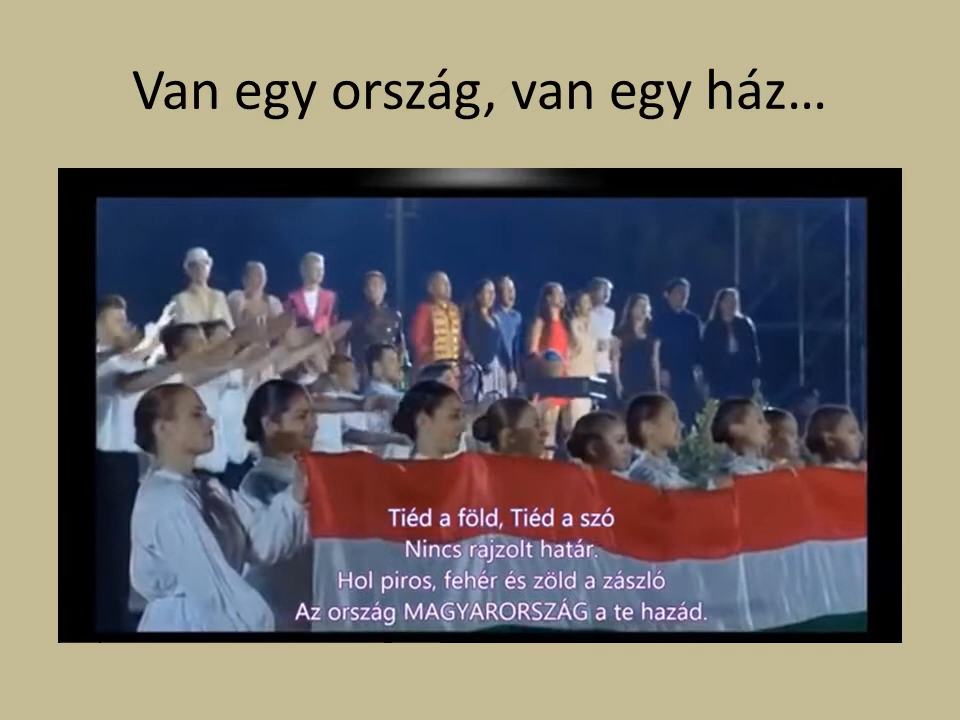 Van egy ország, van egy ház…
Tiéd a föld, Tiéd a szó
Nincs rajzolt határ.
Hol piros, fehér és zöld a zászló
Az ország MAGYARORSZÁG a te hazád.